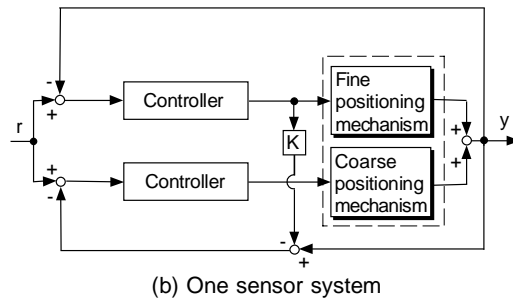 -
+
r
+
-
Controller
Controller
K
-
+
Fine
positioning
mechanism
Coarse
positioning
mechanism
+
+
y
(b) One sensor system